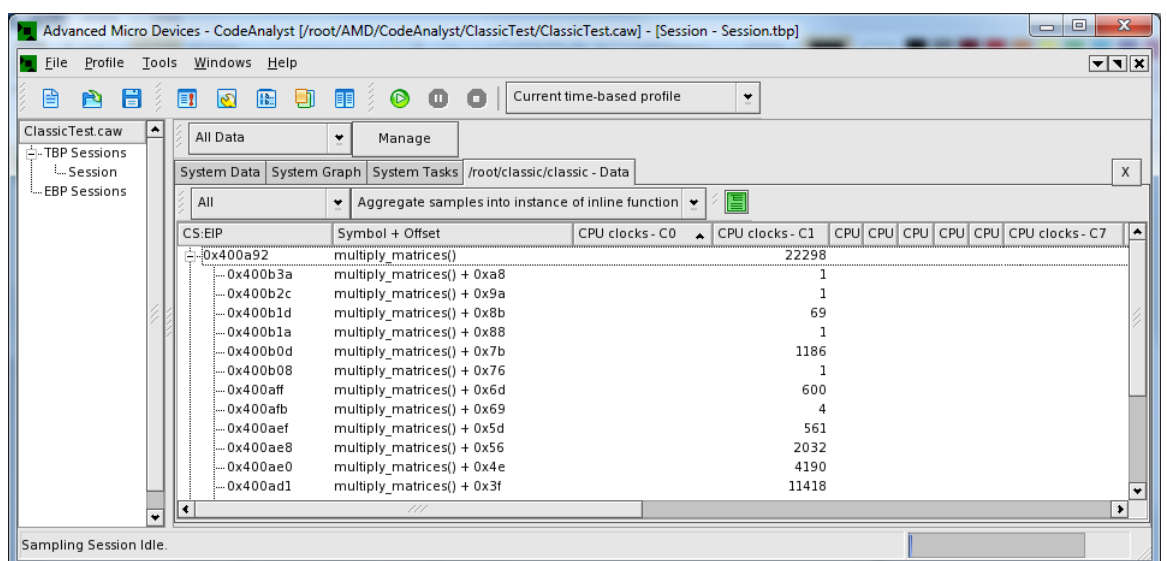 Advanced Micro Devices - CodeAnalyst [/root/AMD/CodeAnalyst/ClassicTest/ClassicTest.caw] - [Session - Session.tbp]
File Profile Tools Windows Help
Current time-based profile
ClassicTest.caw
TBP Sessions
Session
EBP Sessions
All Data Manage
System Data System Graph System Tasks /root/classic/classic - Data X
All Aggregate samples into instance of inline function
CS:EIP Symbol + Offset CPU clocks - C0 CPU clocks - C1 CPU CPU CPU CPU CPU CPU clocks - C7
0x400a92 multiply_matrices() 22298
0x400b3a multiply_matrices() + 0xa8 1
0x400b2c multiply_matrices() + 0x9a 1
0x400b1d multiply_matrices() + 0x8b 69
0x400b1a multiply_matrices() + 0x88 1
0x400b0d multiply_matrices() + 0x7b 1186
0x400b08 multiply_matrices() + 0x76 1
0x400aff multiply_matrices() + 0x6d 600
0x400afb multiply_matrices() + 0x69 4
0x400aef multiply_matrices() + 0x5d 561
0x400ae8 multiply_matrices() + 0x56 2032
0x400ae0 multiply_matrices() + 0x4e 4190
0x400ad1 multiply_matrices() + 0x3f 11418
Sampling Session Idle.